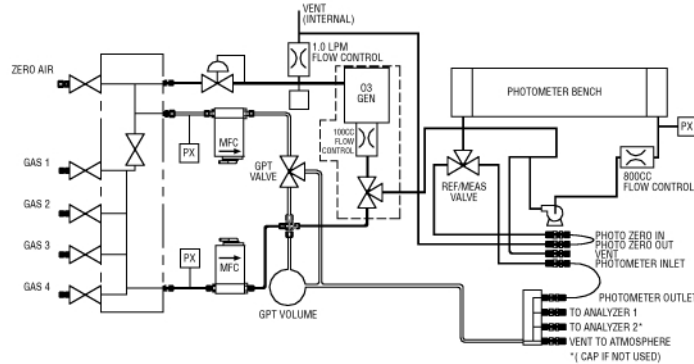 VENT
(INTERNAL)
1.0 LPM
FLOW CONTROL
ZERO AIR
O3
GEN
PHOTOMETER BENCH
PX
MFC
100CC
FLOW
CONTROL
PX
800CC
FLOW CONTROL
GAS 1
GPT
VALVE
REF/MEAS
VALVE
GAS 2
GAS 3
PHOTO ZERO IN
PHOTO ZERO OUT
VENT
PHOTOMETER INLET
PX
MFC
GAS 4
GPT VOLUME
PHOTOMETER OUTLET
TO ANALYZER 1
TO ANALYZER 2*
VENT TO ATMOSPHERE
*( CAP IF NOT USED)